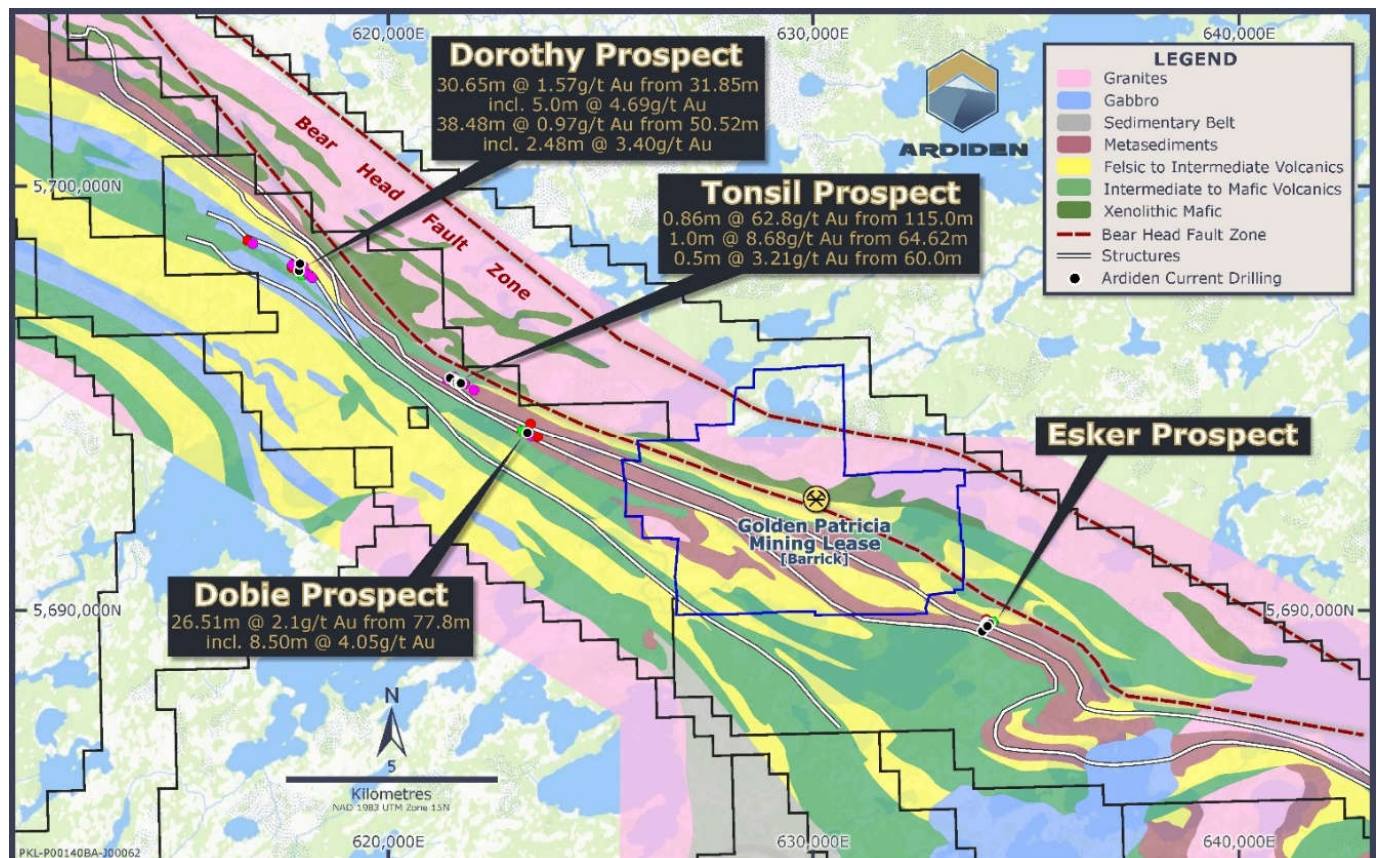 620,000E
630,000E
640,000E
Dorothy Prospect
30.65m @ 1.57g/t Au from 31.85m
incl. 5.0m @ 4.69g/t Au
38.48m @ 0.97g/t Au from 50.52m
incl. 2.48m @ 3.40g/t Au
ARDIDEN
LEGEND
Granites
Gabbro
Sedimentary Belt
Metasediments
Felsic to Intermediate Volcanics
Intermediate to Mafic Volcanics
Xenolithic Mafic
Bear Head Fault Zone
Structures
Ardiden Current Drilling
Bear Head Fault Zone
5,700,000N
Tonsil Prospect
0.86m @ 62.8g/t Au from 115.0m
1.0m @ 8.68g/t Au from 64.62m
0.5m @ 3.21g/t Au from 60.0m
Esker Prospect
Golden Patricia
Mining Lease
[Barrick]
Dobie Prospect
26.51m @ 2.1g/t Au from 77.8m
incl. 8.50m @ 4.05g/t Au
5,690,000N
5,690,000N
N
5
Kilometres
NAD 1983 UTM Zone 15N
620,000E
630,000E
640,000E
PKL-P00140BA-J00062